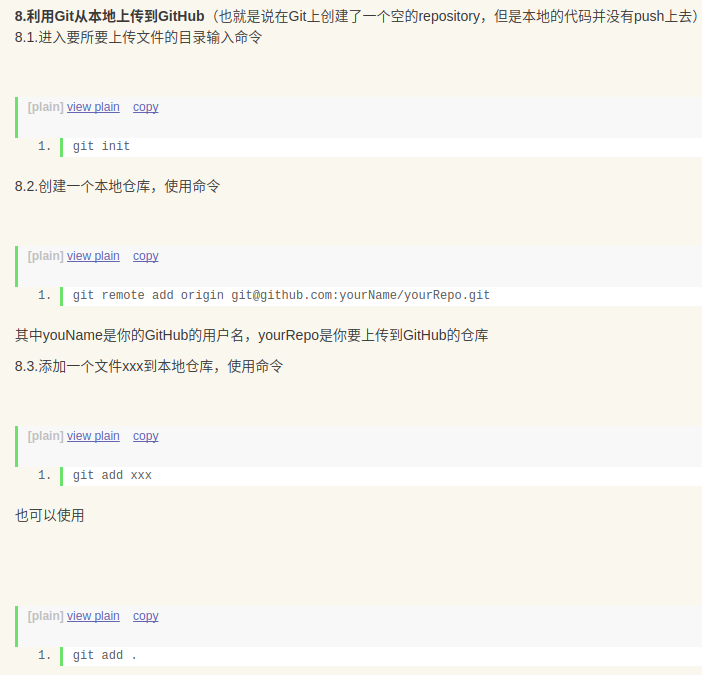 8.利用Git从本地上传到GitHub（也就是说在Git上创建了一个空的repository，但是本地的代码并没有push上去）
8.1.进入要所要上传文件的目录输入命令
[plain] view plain copy
1. git init
8.2.创建一个本地仓库，使用命令
[plain] view plain copy
1. git remote add origin git@github.com:yourName/yourRepo.git
其中youName是你的GitHub的用户名，yourRepo是你要上传到GitHub的仓库
8.3.添加一个文件xxx到本地仓库，使用命令
[plain] view plain copy
1. git add xxx
也可以使用
[plain] view plain copy
1. git add .